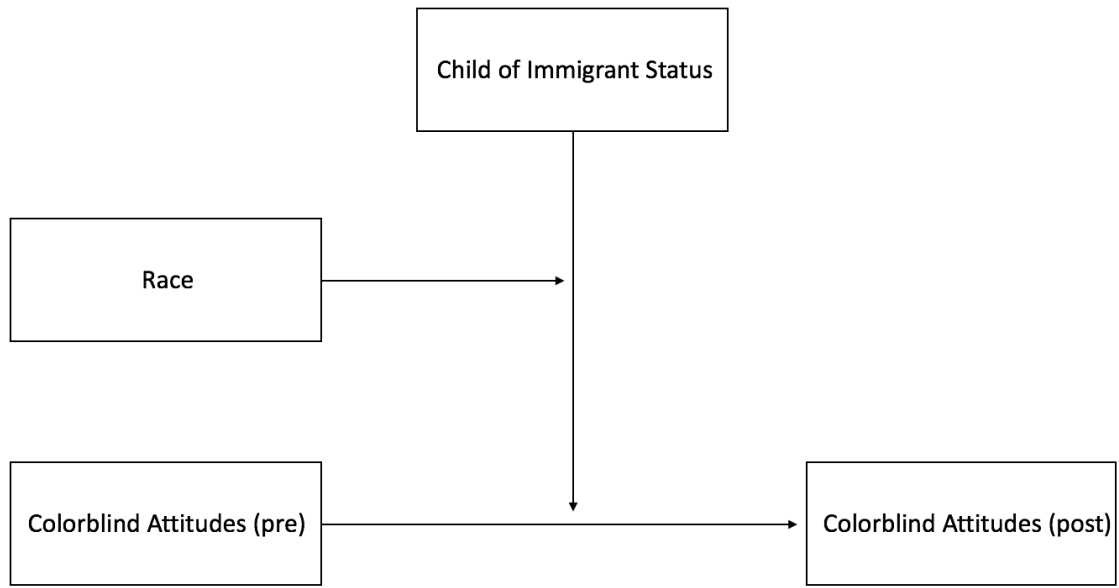 Child of Immigrant Status
Race
Colorblind Attitudes (pre)
Colorblind Attitudes (post)